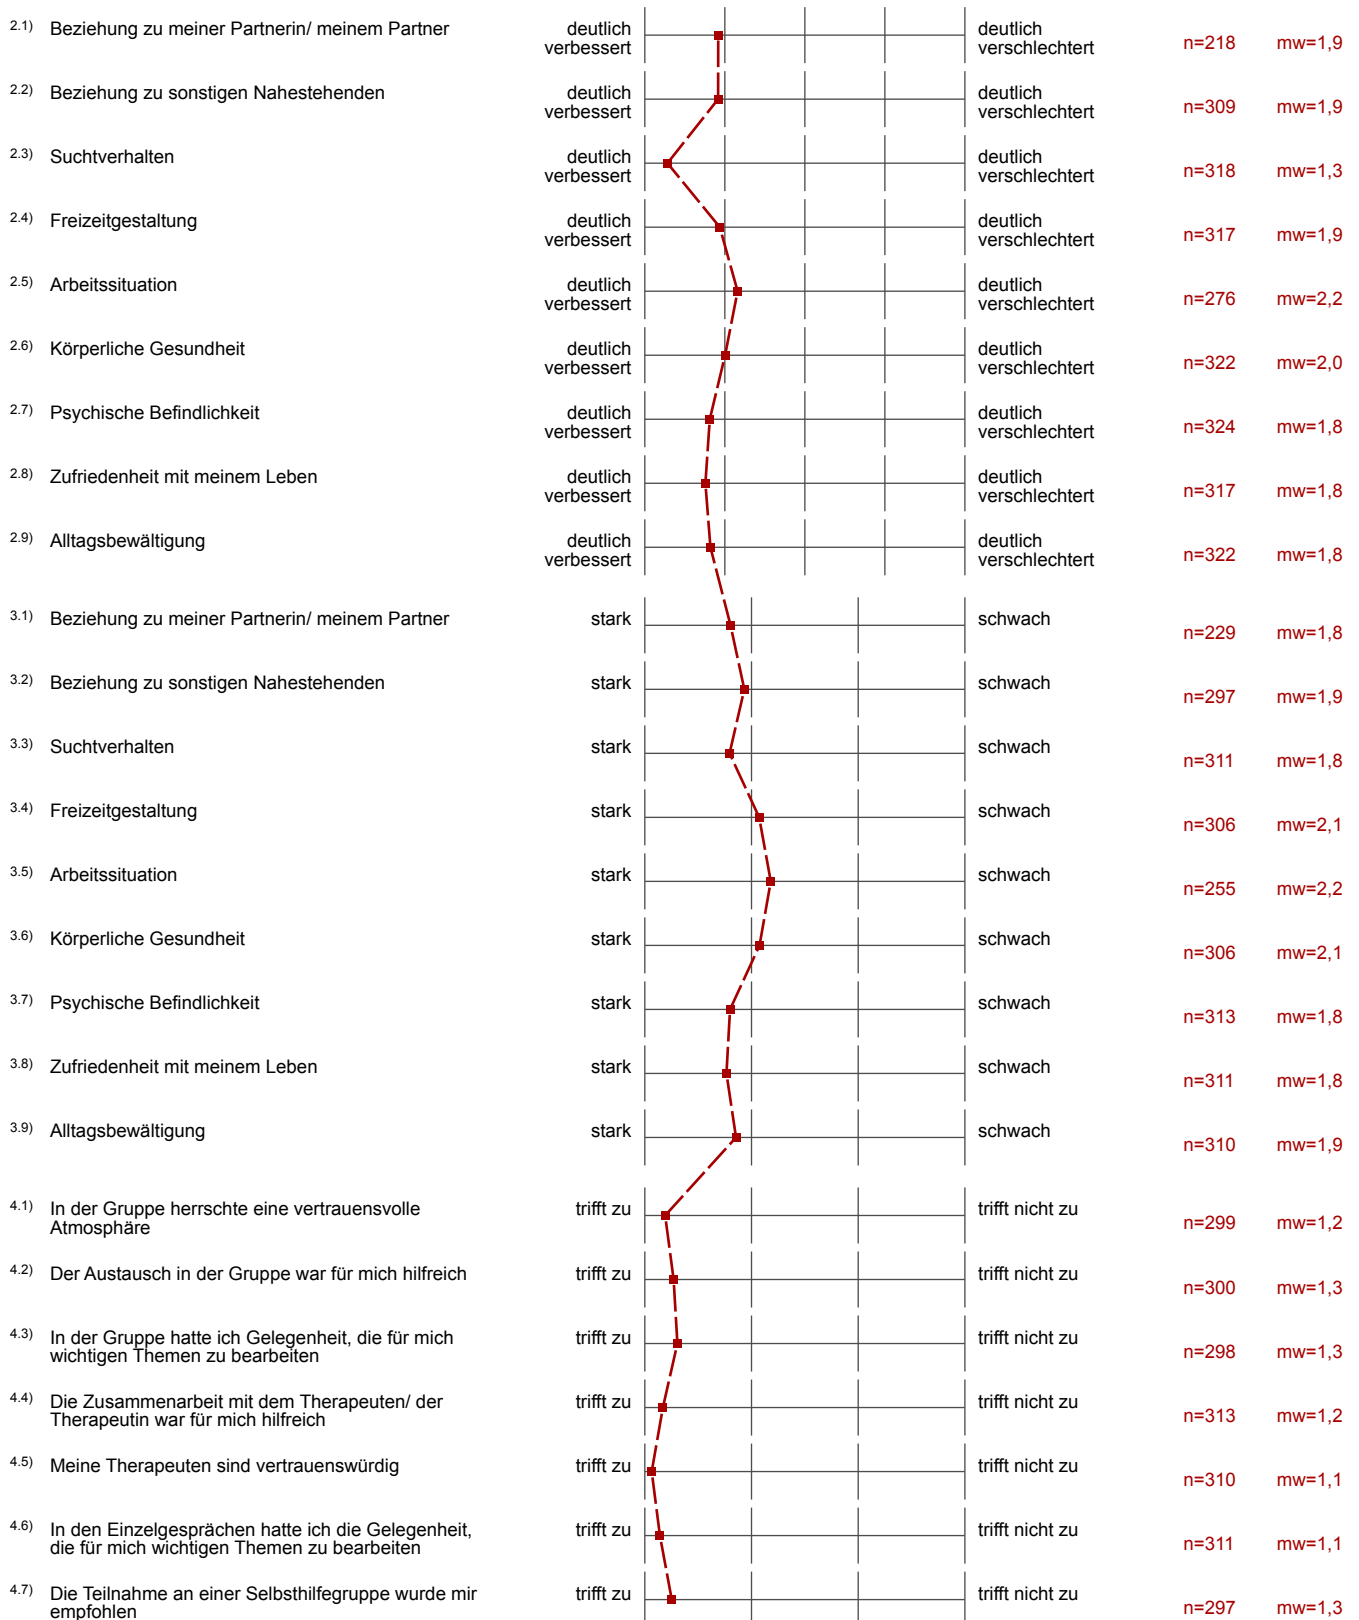 2.1) Beziehung zu meiner Partnerin/ meinem Partner deutlich verbessert deutlich verschlechtert n=218 mw=1,9
2.2) Beziehung zu sonstigen Nahestehenden deutlich verbessert deutlich verschlechtert n=309 mw=1,9
2.3) Suchtverhalten deutlich verbessert deutlich verschlechtert n=318 mw=1,3
2.4) Freizeitgestaltung deutlich verbessert deutlich verschlechtert n=317 mw=1,9
2.5) Arbeitssituation deutlich verbessert deutlich verschlechtert n=276 mw=2,2
2.6) Körperliche Gesundheit deutlich verbessert deutlich verschlechtert n=322 mw=2,0
2.7) Psychische Befindlichkeit deutlich verbessert deutlich verschlechtert n=324 mw=1,8
2.8) Zufriedenheit mit meinem Leben deutlich verbessert deutlich verschlechtert n=317 mw=1,8
2.9) Alltagsbewältigung deutlich verbessert deutlich verschlechtert n=322 mw=1,8
3.1) Beziehung zu meiner Partnerin/ meinem Partner stark schwach n=229 mw=1,8
3.2) Beziehung zu sonstigen Nahestehenden stark schwach n=297 mw=1,9
3.3) Suchtverhalten stark schwach n=311 mw=1,8
3.4) Freizeitgestaltung stark schwach n=306 mw=2,1
3.5) Arbeitssituation stark schwach n=255 mw=2,2
3.6) Körperliche Gesundheit stark schwach n=306 mw=2,1
3.7) Psychische Befindlichkeit stark schwach n=313 mw=1,8
3.8) Zufriedenheit mit meinem Leben stark schwach n=311 mw=1,8
3.9) Alltagsbewältigung stark schwach n=310 mw=1,9
4.1) In der Gruppe herrschte eine vertrauensvolle
Atmosphäre trifft zu trifft nicht zu n=299 mw=1,2
4.2) Der Austausch in der Gruppe war für mich hilfreich trifft zu trifft nicht zu n=300 mw=1,3
4.3) In der Gruppe hatte ich Gelegenheit, die für mich
wichtigen Themen zu bearbeiten trifft zu trifft nicht zu n=298 mw=1,3
4.4) Die Zusammenarbeit mit dem Therapeuten/ der
Therapeutin war für mich hilfreich trifft zu trifft nicht zu n=313 mw=1,2
4.5) Meine Therapeuten sind vertrauenswürdig trifft zu trifft nicht zu n=310 mw=1,1
4.6) In den Einzelgesprächen hatte ich die Gelegenheit,
die für mich wichtigen Themen zu bearbeiten trifft zu trifft nicht zu n=311 mw=1,1
4.7) Die Teilnahme an einer Selbsthilfegruppe wurde mir
empfohlen trifft zu trifft nicht zu n=297 mw=1,3